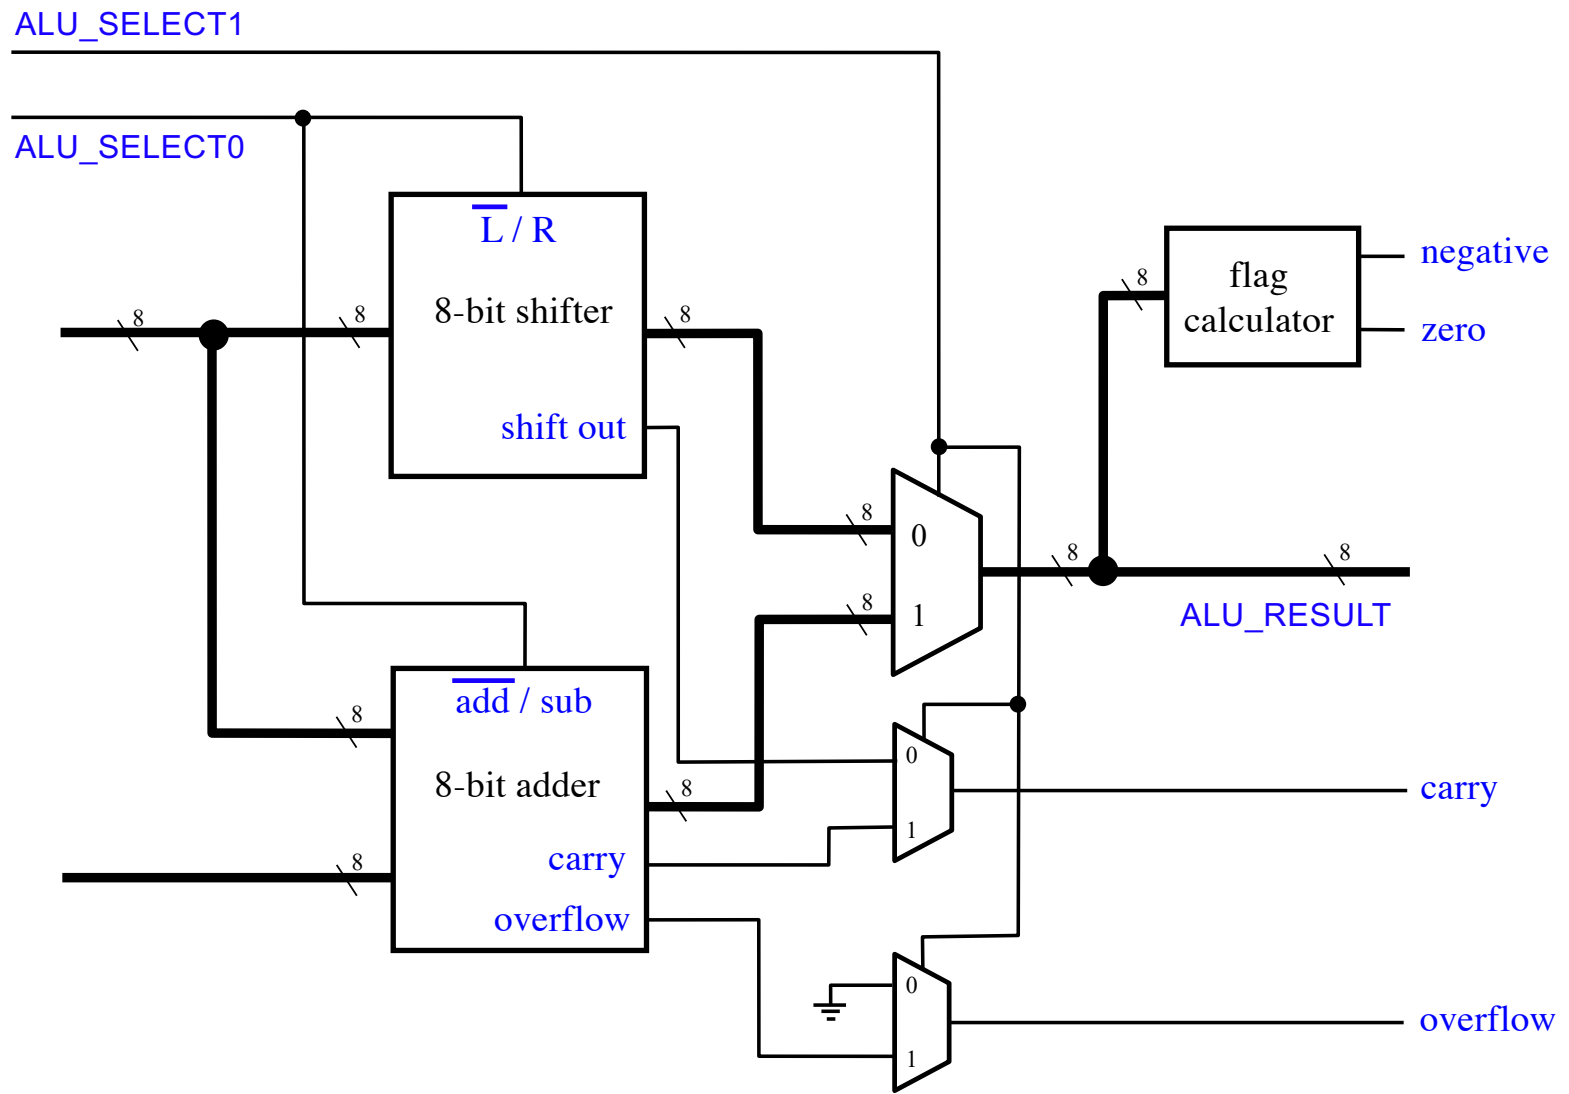 ALU_SELECT1
ALU_SELECT0
L / R
8-bit shifter
shift out
8
8
8
flag
calculator
8
negative
zero
8
0
8
1
8
8
ALU_RESULT
add / sub
8-bit adder
carry
overflow
8
8
8
0
1
carry
0
1
overflow